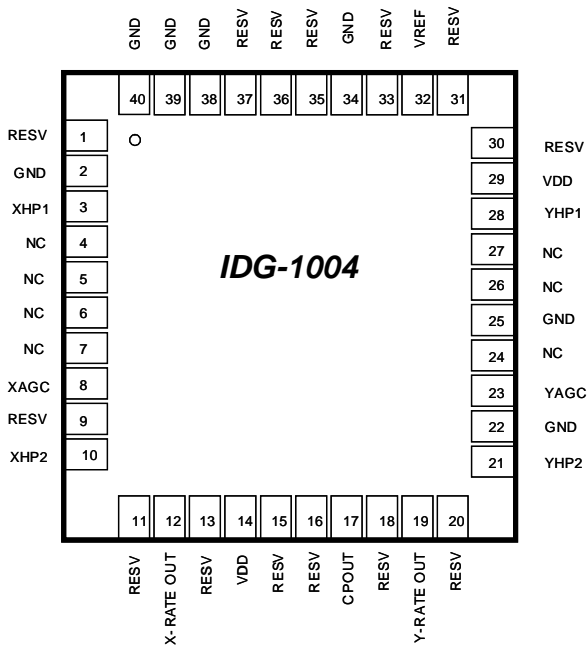 GND GND GND RESV RESV RESV GND RESV VREF RESV
40 39 38 37 36 35 34 33 32 31
RESV 1
GND 2
XHP1 3
NC 4
NC 5
NC 6
NC 7
XAGC 8
RESV 9
XHP2 10
IDG-1004
30 RESV
29 VDD
28 YHP1
27 NC
26 NC
25 GND
24 NC
23 YAGC
22 GND
21 YHP2
11 12 13 14 15 16 17 18 19 20
RESV X-RATE OUT RESV VDD RESV RESV CPOUT RESV Y-RATE OUT RESV